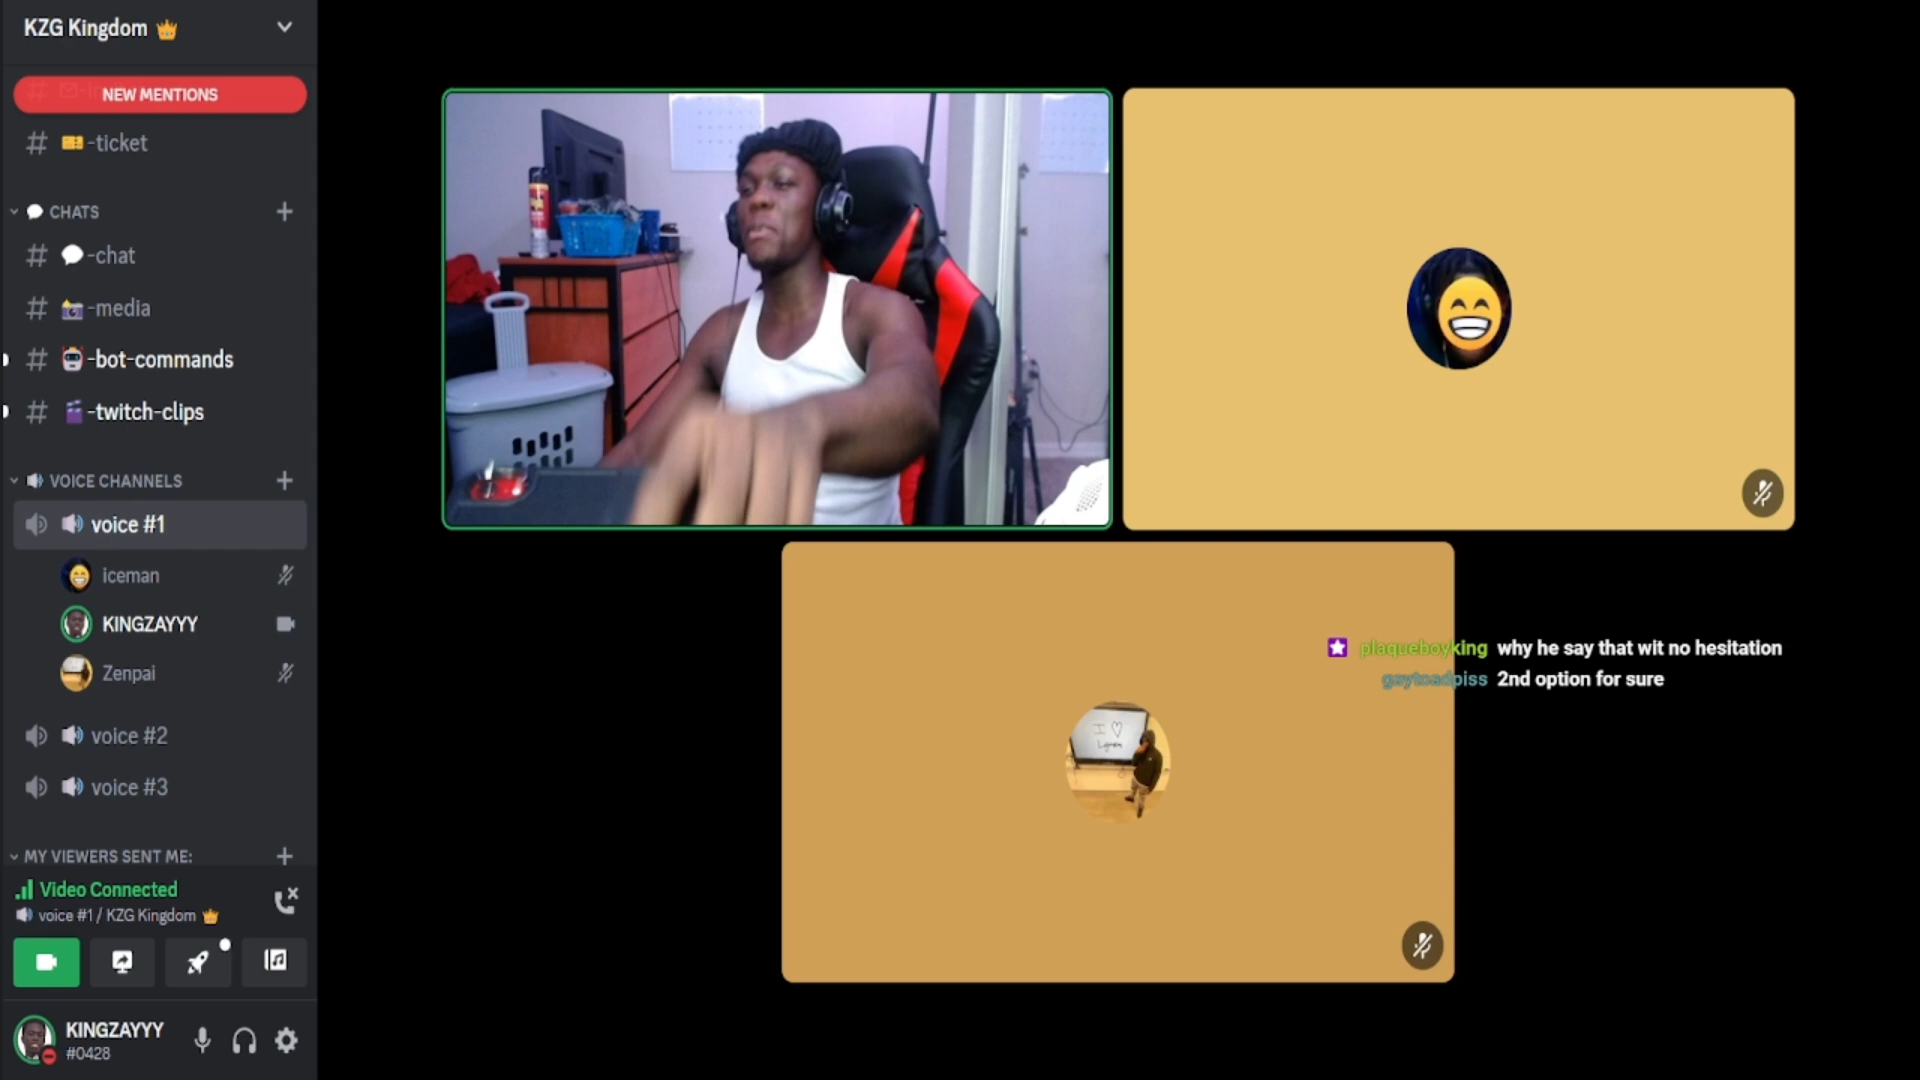 KZG Kingdom
NEW MENTIONS
-ticket
CHATS
-chat
-media
-bot-commands
-twitch-clips
VOICE CHANNELS
voice #1
iceman
KINGZAYYY
Zenpai
voice #2
voice #3
MY VIEWERS SENT ME:
Video Connected
voice #1 / KZG Kingdom
KINGZAYYY
#0428
I ♡
plaqueboyking why he say that wit no hesitation
gaytoadpiss 2nd option for sure